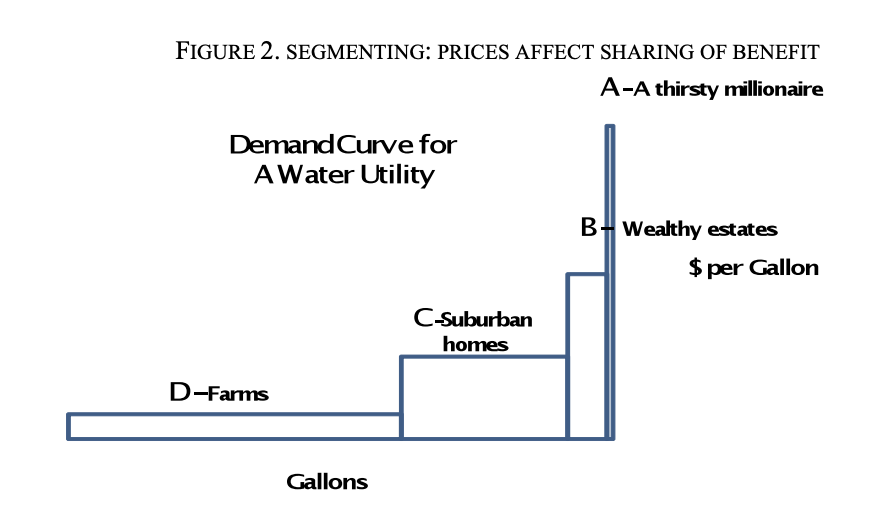 FIGURE 2. SEGMENTING: PRICES AFFECT SHARING OF BENEFIT
A–A thirsty millionaire
Demand Curve for
A Water Utility
B– Wealthy estates
$ per Gallon
C-Suburban
homes
D–Farms
Gallons